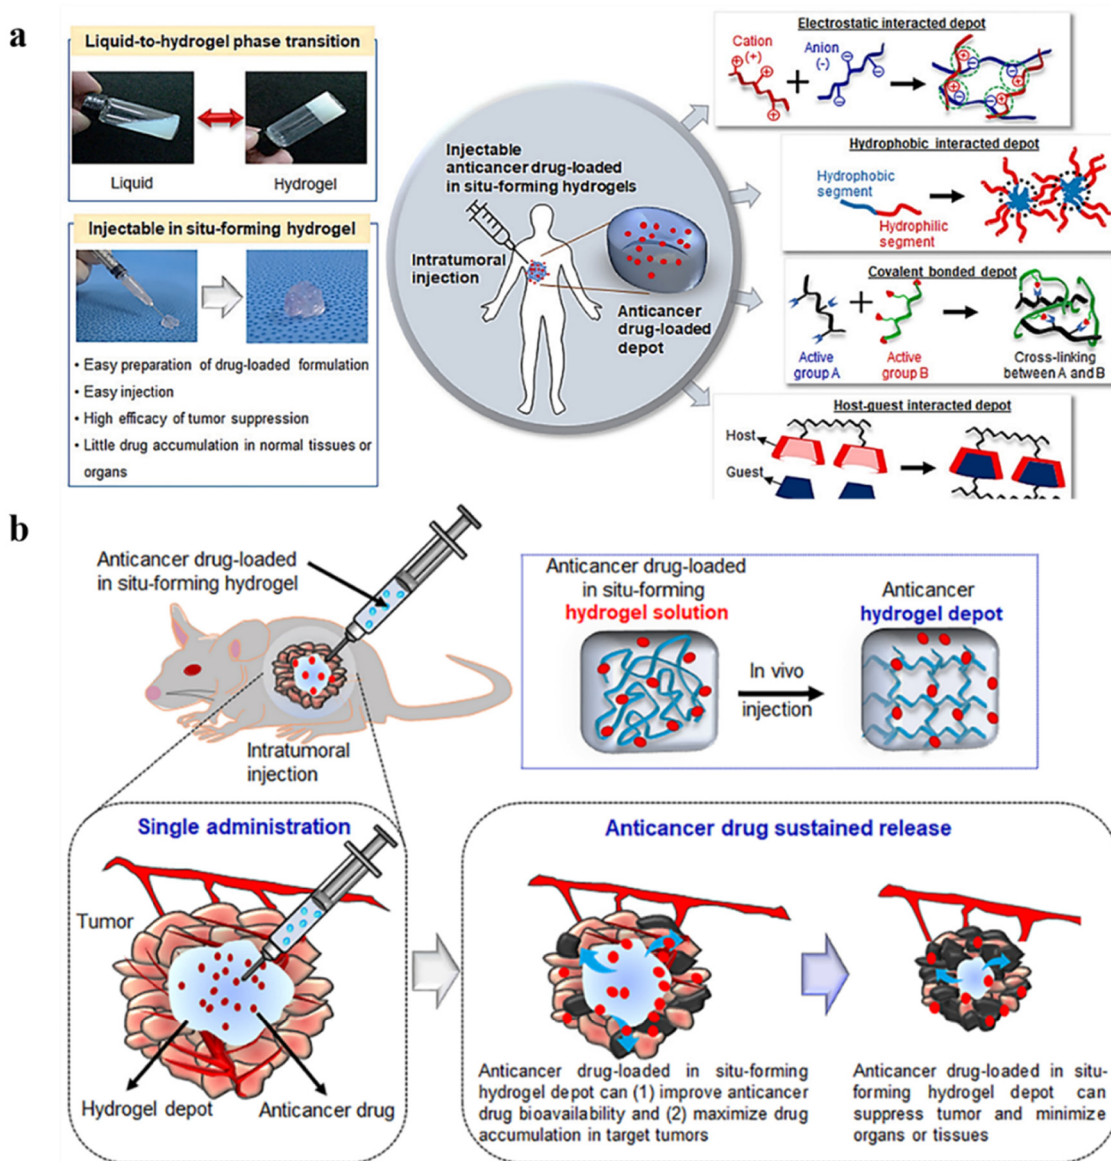 a
Liquid-to-hydrogel phase transition
Liquid
Hydrogel
Injectable in situ-forming hydrogel
• Easy preparation of drug-loaded formulation
• Easy injection
• High efficacy of tumor suppression
• Little drug accumulation in normal tissues or
organs
Injectable
anticancer drug-loaded
in situ-forming hydrogels
Intratumoral
injection
Anticancer
drug-loaded
depot
Electrostatic interacted depot
Cation
(+)
+
Anion
(-)
Hydrophobic interacted depot
Hydrophobic
segment
Hydrophilic
segment
Covalent bonded depot
+
Active
group A
Active
group B
Cross-linking
between A and B
Host-guest interacted depot
Host
Guest
b
Anticancer drug-loaded
in situ-forming hydrogel
Intratumoral
injection
Anticancer drug-loaded
in situ-forming
hydrogel solution
In vivo
injection
Anticancer
hydrogel depot
Single administration
Tumor
Hydrogel depot
Anticancer drug
Anticancer drug sustained release
Anticancer drug-loaded in situ-forming
hydrogel depot can (1) improve anticancer
drug bioavailability and (2) maximize drug
accumulation in target tumors
Anticancer drug-loaded in situ-
forming hydrogel depot can
suppress tumor and minimize
organs or tissues